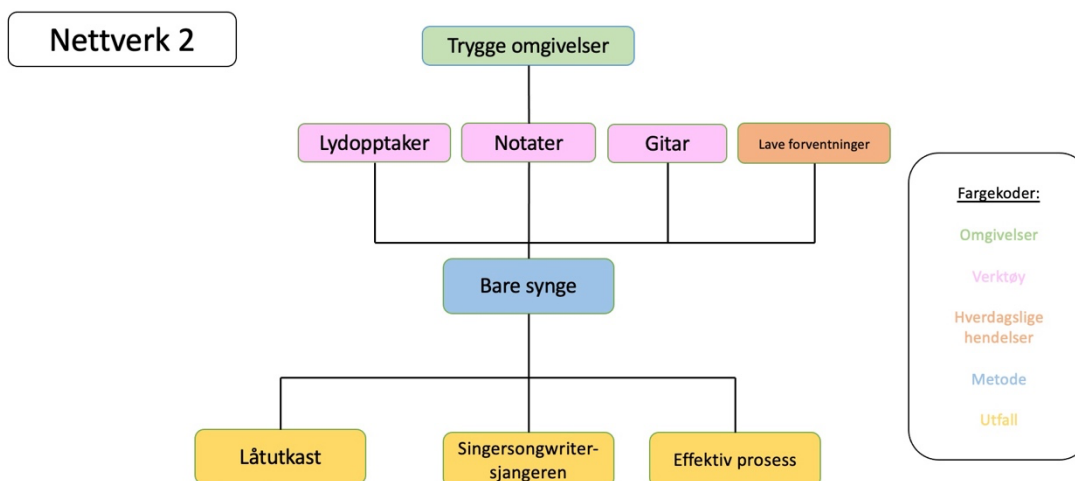 Nettverk 2
Trygge omgivelser
Lydopptaker
Notater
Gitar
Lave forventninger
Bare synge
Låtutkast
Singersongwriter-
sjangeren
Effektiv prosess
Fargekoder:
Omgivelser
Verktøy
Hverdagslige
hendelser
Metode
Utfall